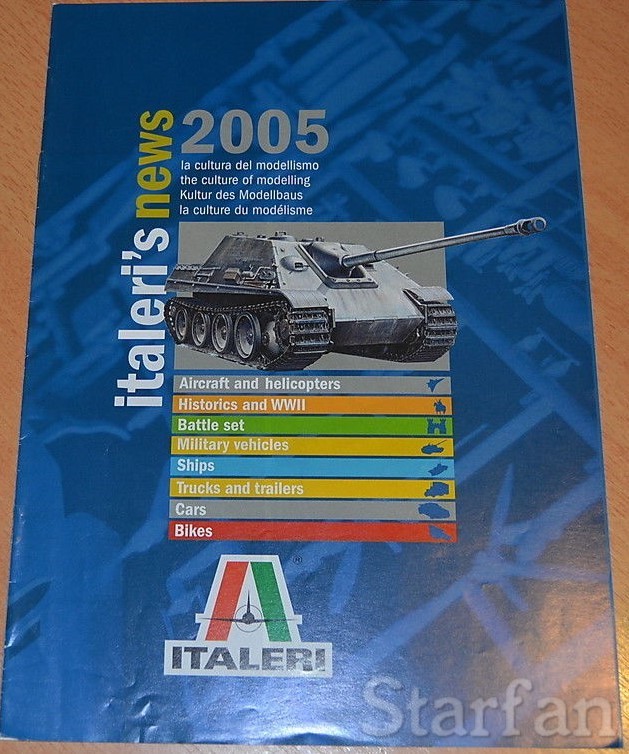 italeri's news
2005
la cultura del modellismo
the culture of modelling
Kultur des Modellbaus
la culture du modélisme
Aircraft and helicopters
Historics and WWII
Battle set
Military vehicles
Ships
Trucks and trailers
Cars
Bikes
®
ITALERI
Starfan